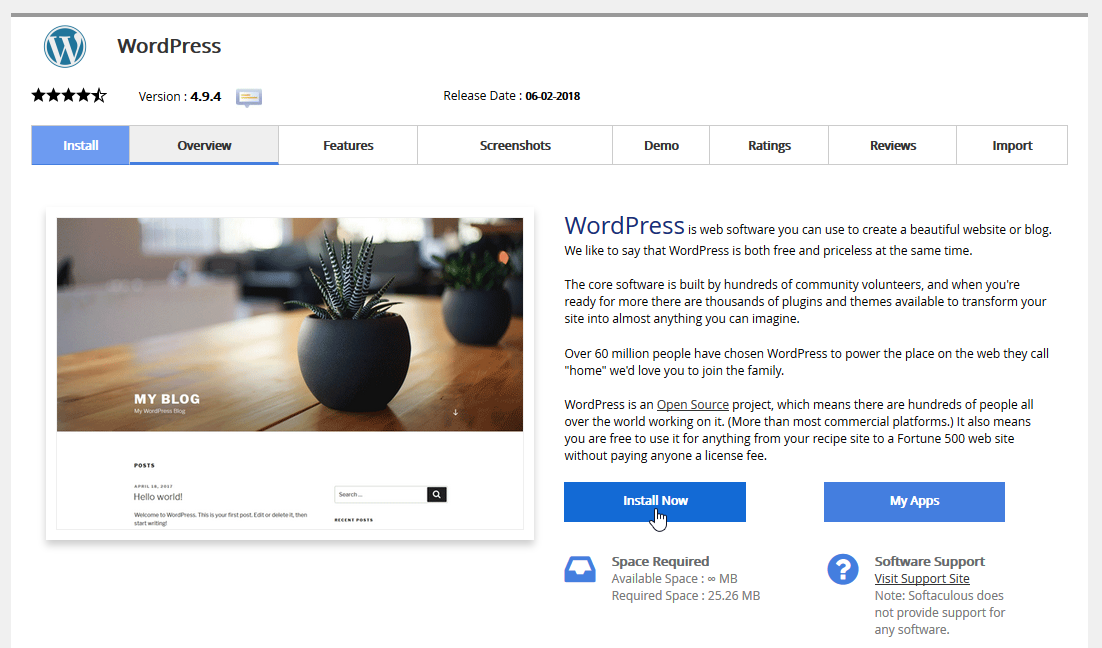 WordPress
Version : 4.9.4
Release Date : 06-02-2018
Install
Overview
Features
Screenshots
Demo
Ratings
Reviews
Import
MY BLOG
My WordPress Blog
POSTS
APRIL 18, 2017
Hello world!
Welcome to WordPress. This is your first post. Edit or delete it, then
start writing!
Search …
RECENT POSTS
WordPress is web software you can use to create a beautiful website or blog.
We like to say that WordPress is both free and priceless at the same time.
The core software is built by hundreds of community volunteers, and when you're
ready for more there are thousands of plugins and themes available to transform your
site into almost anything you can imagine.
Over 60 million people have chosen WordPress to power the place on the web they call
"home" we'd love you to join the family.
WordPress is an Open Source project, which means there are hundreds of people all
over the world working on it. (More than most commercial platforms.) It also means
you are free to use it for anything from your recipe site to a Fortune 500 web site
without paying anyone a license fee.
Install Now
My Apps
Space Required
Available Space : ∞ MB
Required Space : 25.26 MB
Software Support
Visit Support Site
Note: Softaculous does
not provide support for
any software.